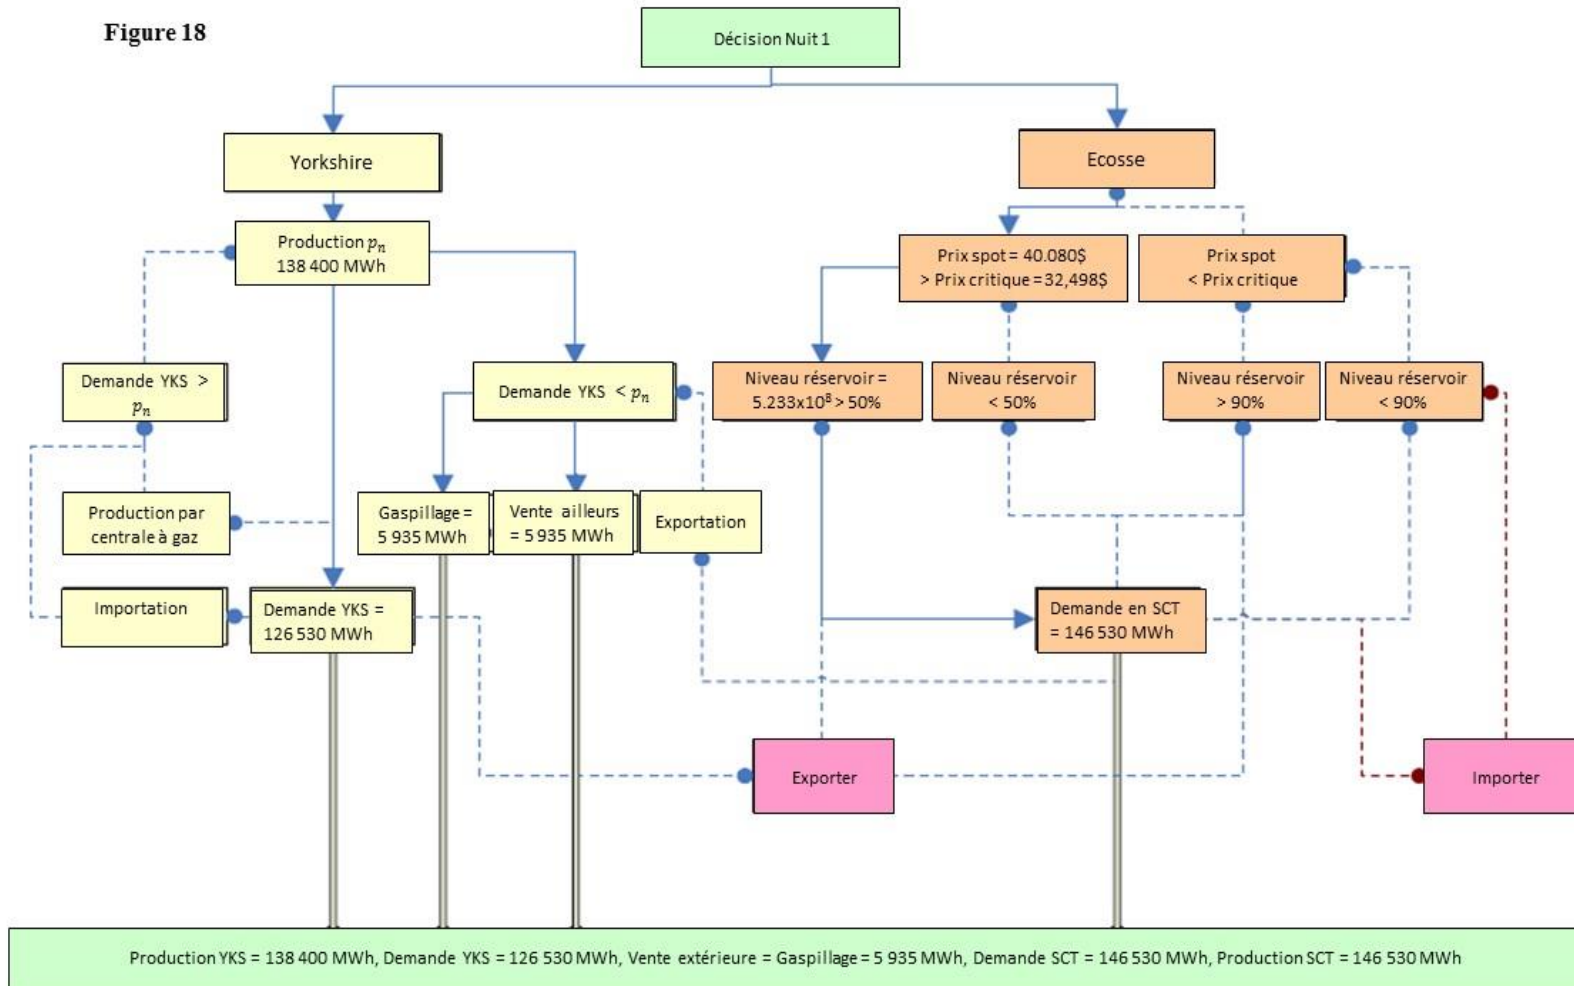 Figure 18
Décision Nuit 1
Yorkshire
Ecosse
Production pₙ
138 400 MWh
Prix spot = 40.080$
> Prix critique = 32,498$
Prix spot
< Prix critique
Demande YKS >
pₙ
Demande YKS < pₙ
Niveau réservoir =
5.233x10⁸ > 50%
Niveau réservoir
< 50%
Niveau réservoir
> 90%
Niveau réservoir
< 90%
Production par
centrale à gaz
Gaspillage =
5 935 MWh
Vente ailleurs
= 5 935 MWh
Exportation
Importation
Demande YKS =
126 530 MWh
Demande en SCT
= 146 530 MWh
Exporter
Importer
Production YKS = 138 400 MWh, Demande YKS = 126 530 MWh, Vente extérieure = Gaspillage = 5 935 MWh, Demande SCT = 146 530 MWh, Production SCT = 146 530 MWh